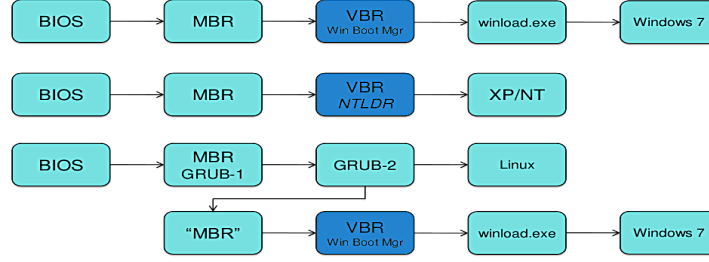 BIOS
MBR
VBR
Win Boot Mgr
winload.exe
Windows 7
BIOS
MBR
VBR
NTLDR
XP/NT
BIOS
MBR
GRUB-1
GRUB-2
Linux
“MBR”
VBR
Win Boot Mgr
winload.exe
Windows 7